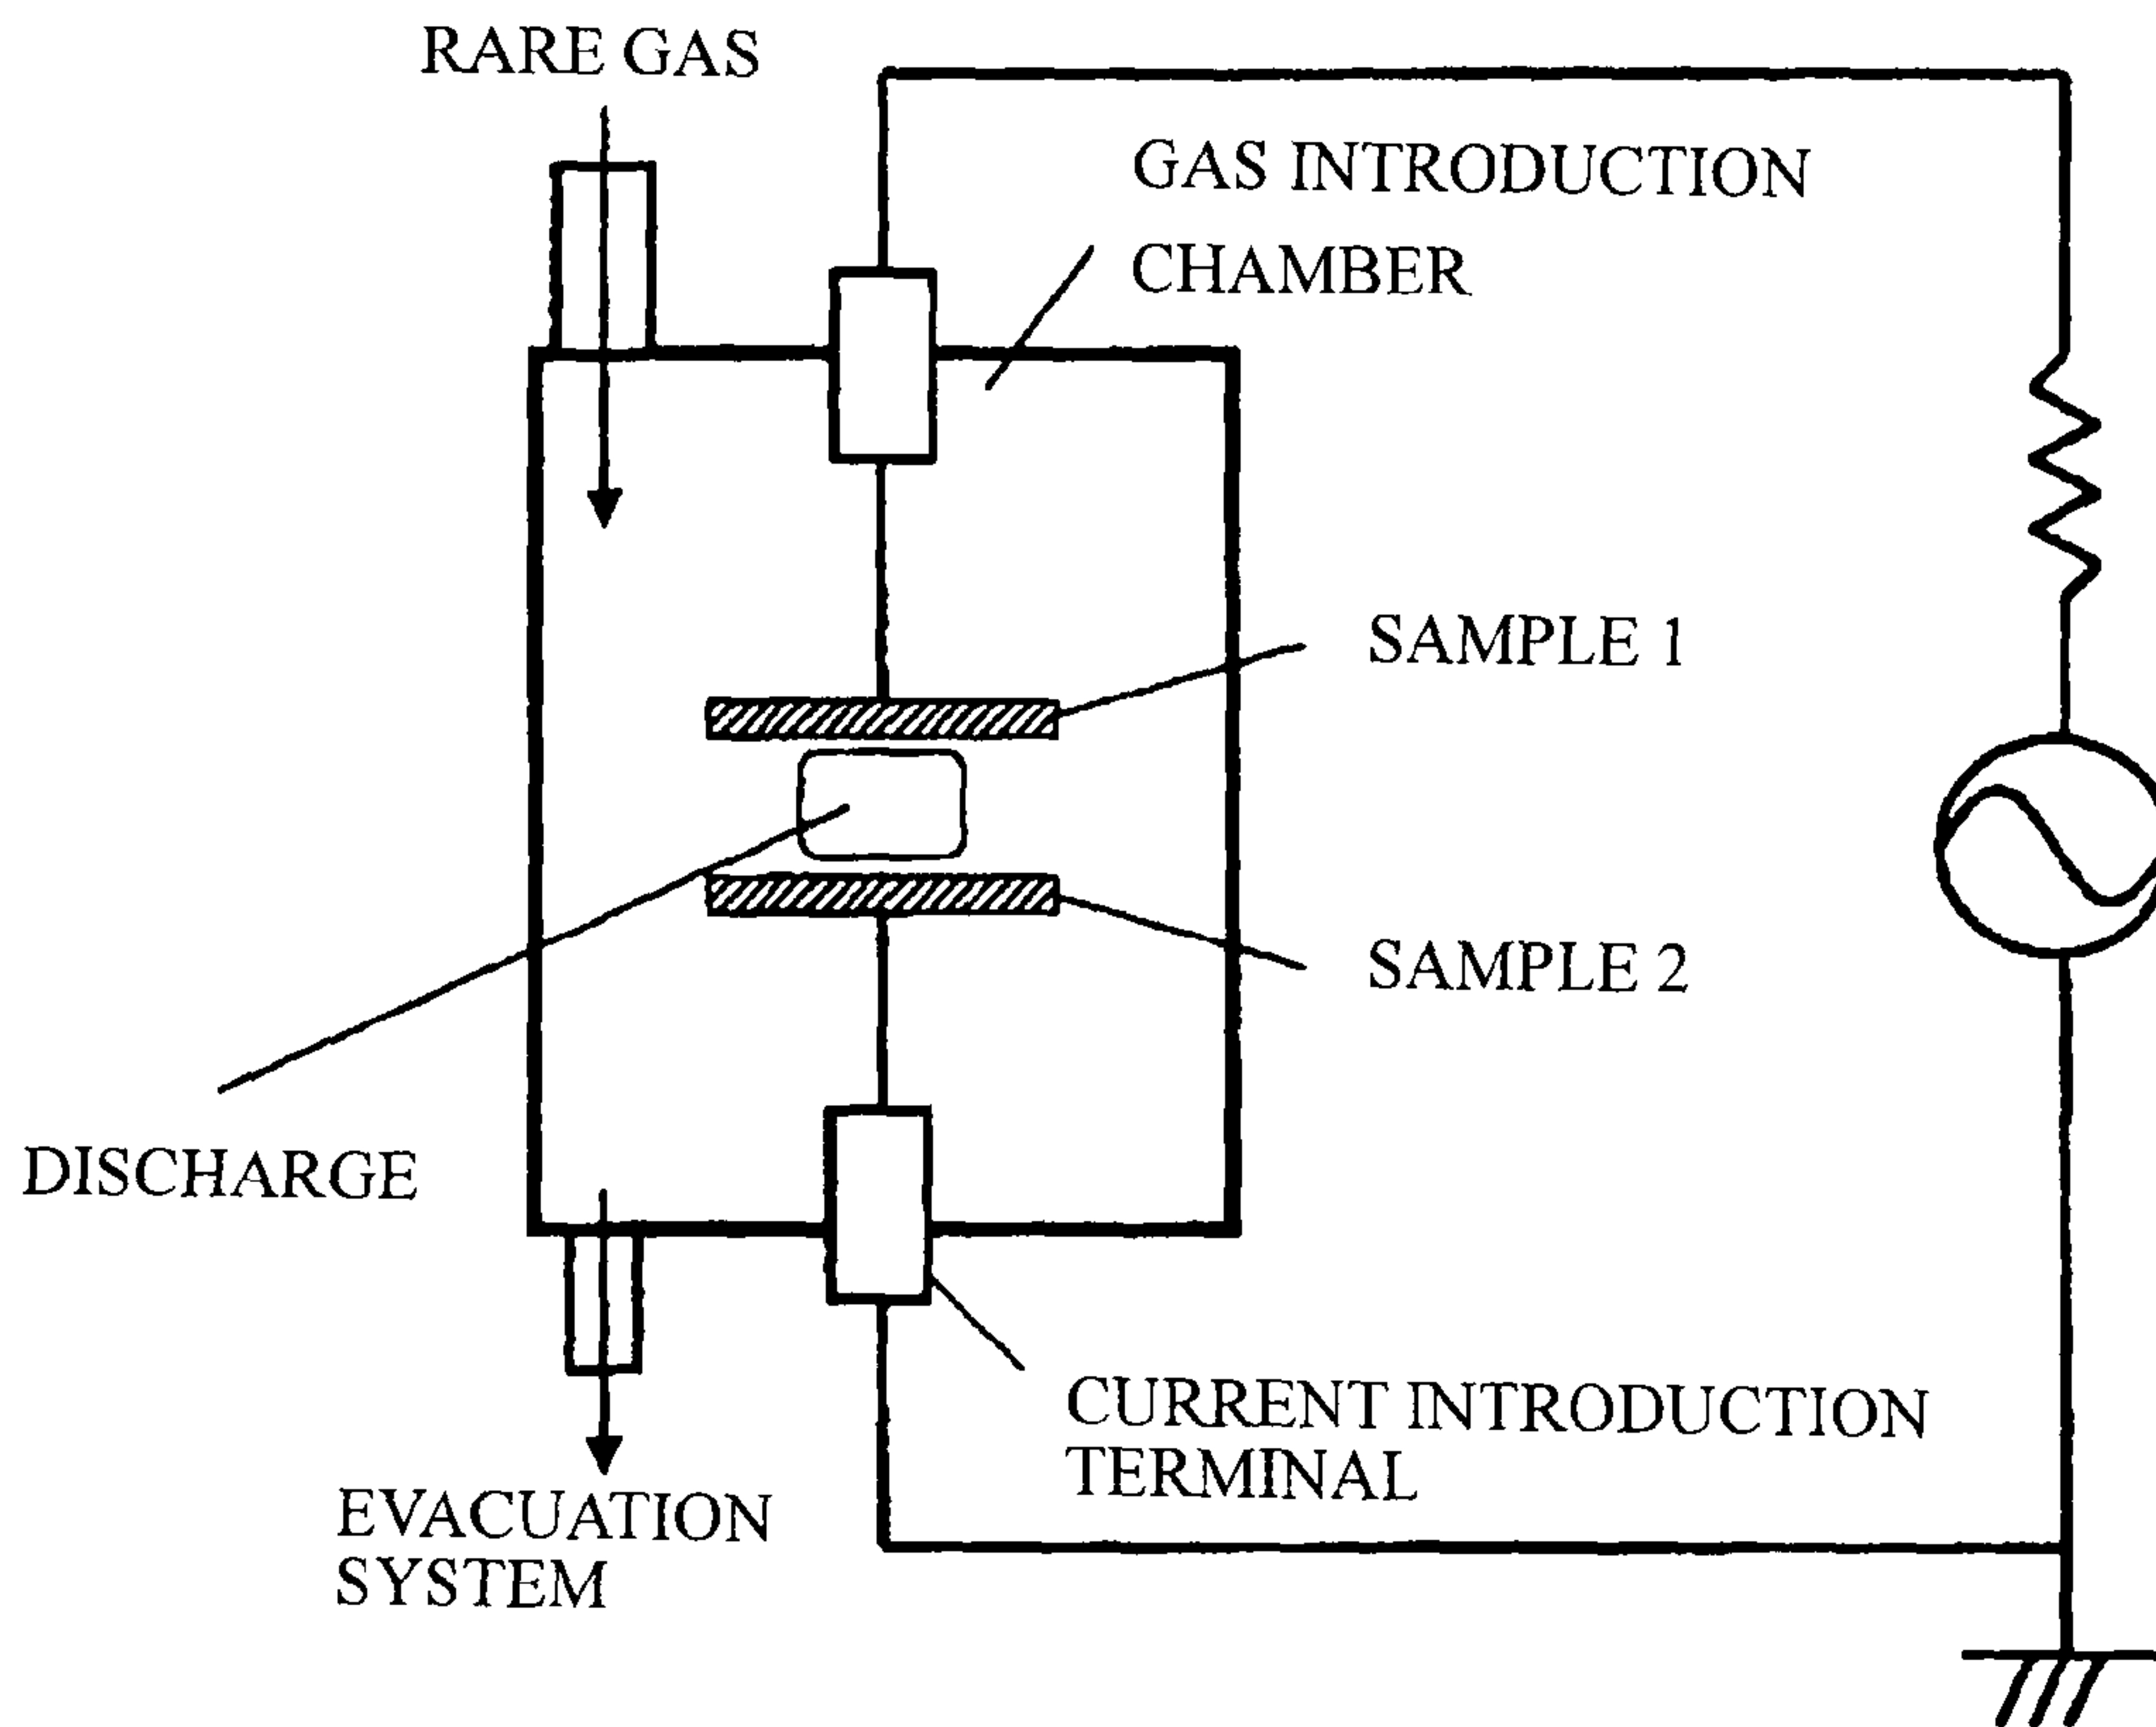 RARE GAS
GAS INTRODUCTION
CHAMBER
SAMPLE 1
SAMPLE 2
DISCHARGE
CURRENT INTRODUCTION
TERMINAL
EVACUATION
SYSTEM